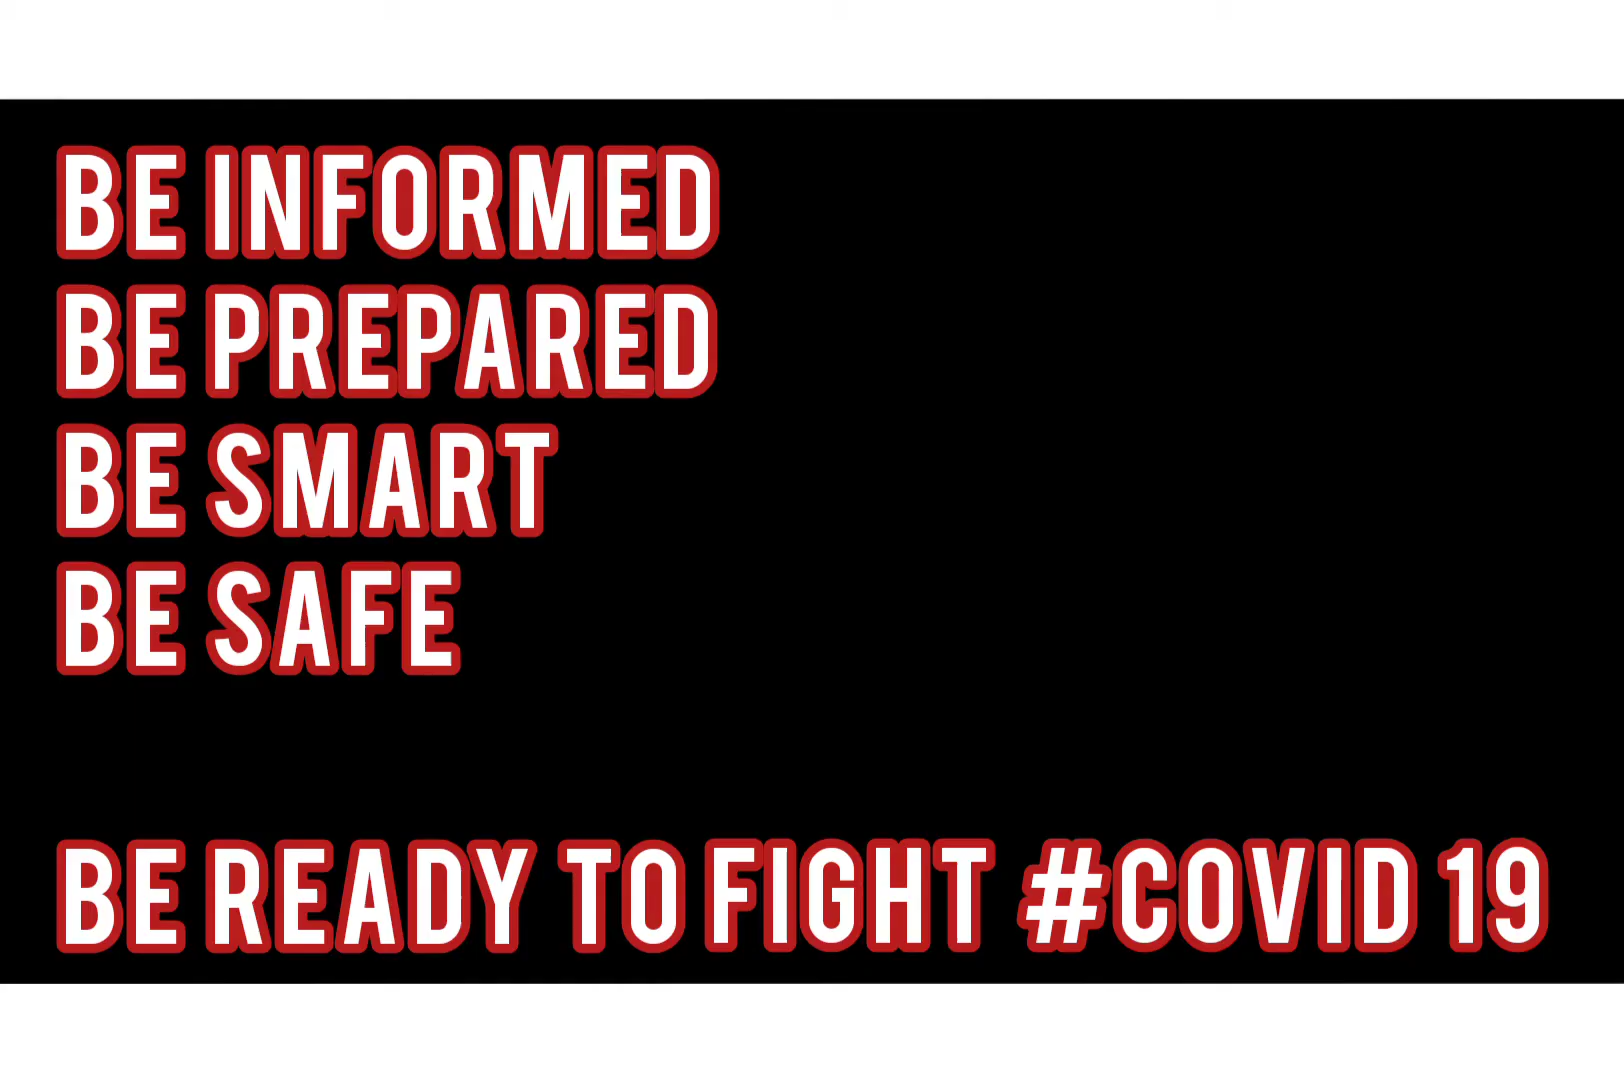 BE INFORMED
BE PREPARED
BE SMART
BE SAFE
BE READY TO FIGHT #COVID 19